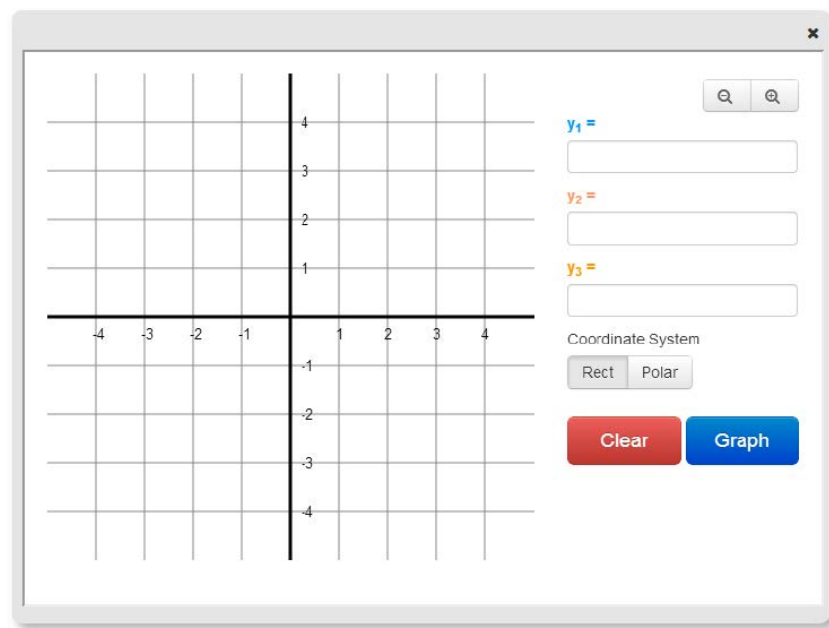 ✖
y₁ =
4
3
y₂ =
2
y₃ =
1
-4 -3 -2 -1 1 2 3 4
Coordinate System
-1
Rect Polar
-2
Clear Graph
-3
-4